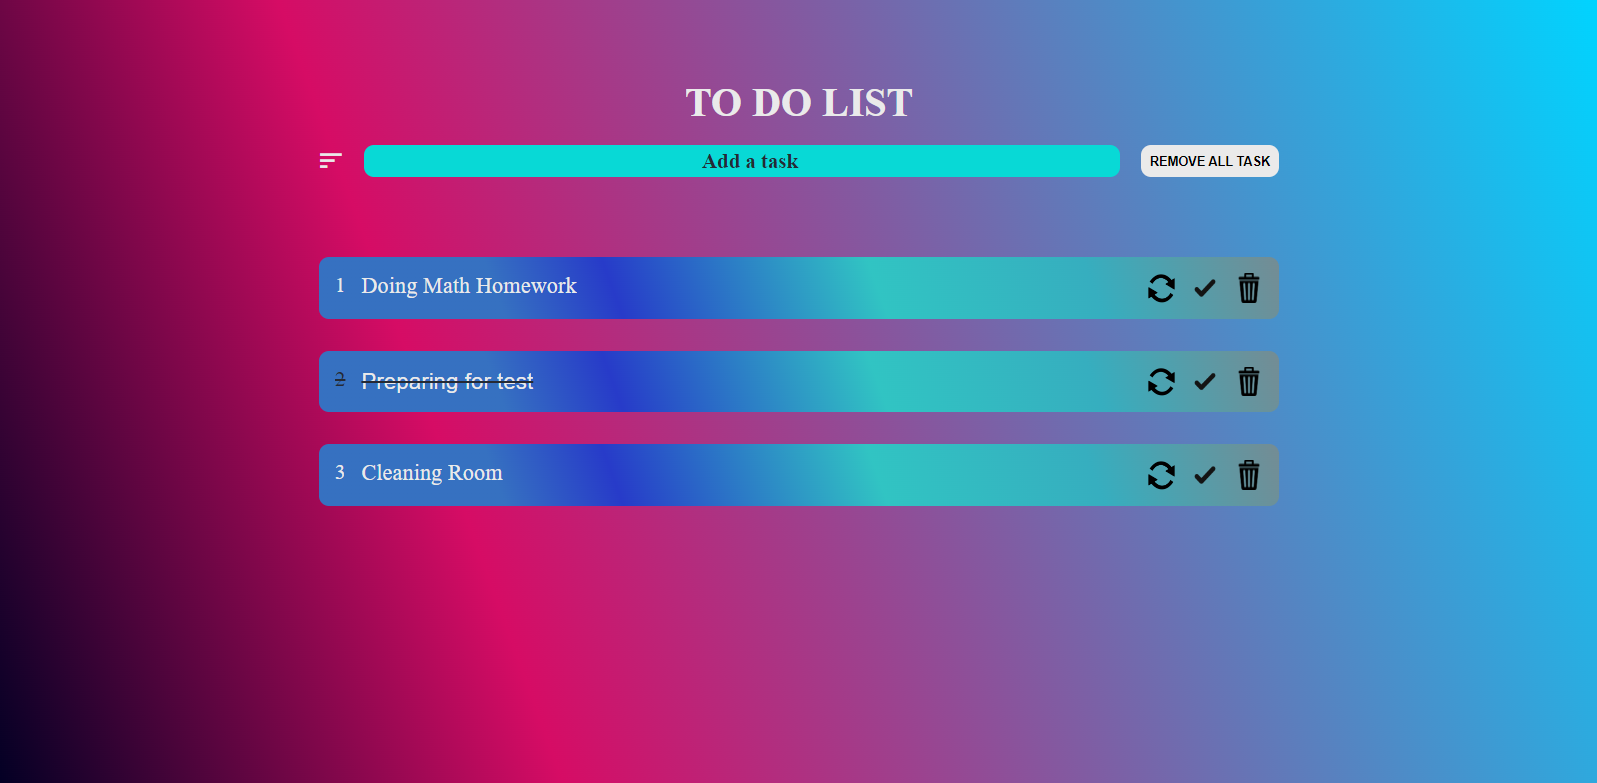 TO DO LIST
Add a task REMOVE ALL TASK
1 Doing Math Homework
2 Preparing for test
3 Cleaning Room